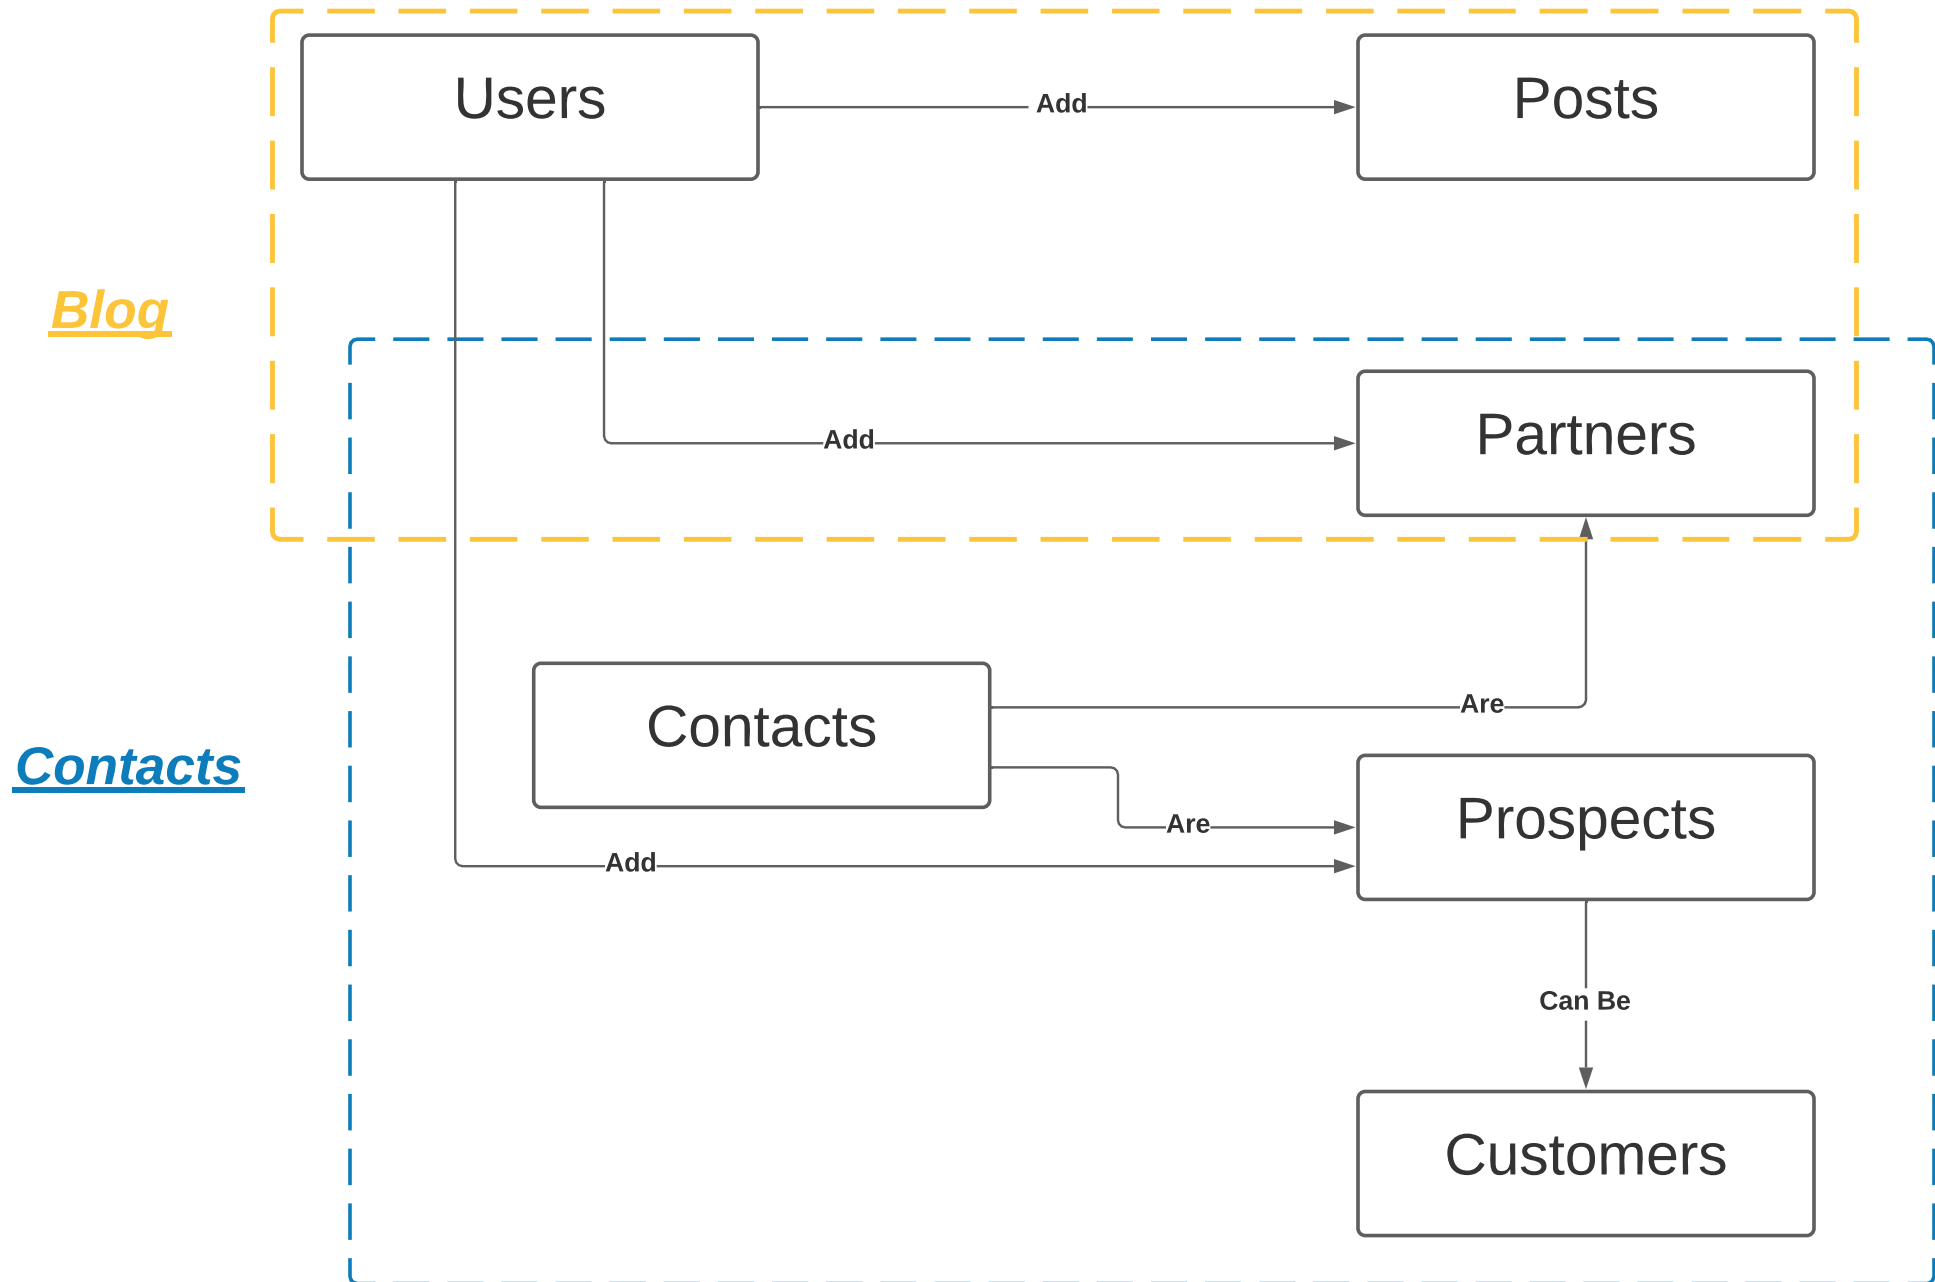 Users
Add
Posts
Blog
Partners
Add
Contacts
Are
Contacts
Prospects
Are
Add
Can Be
Customers